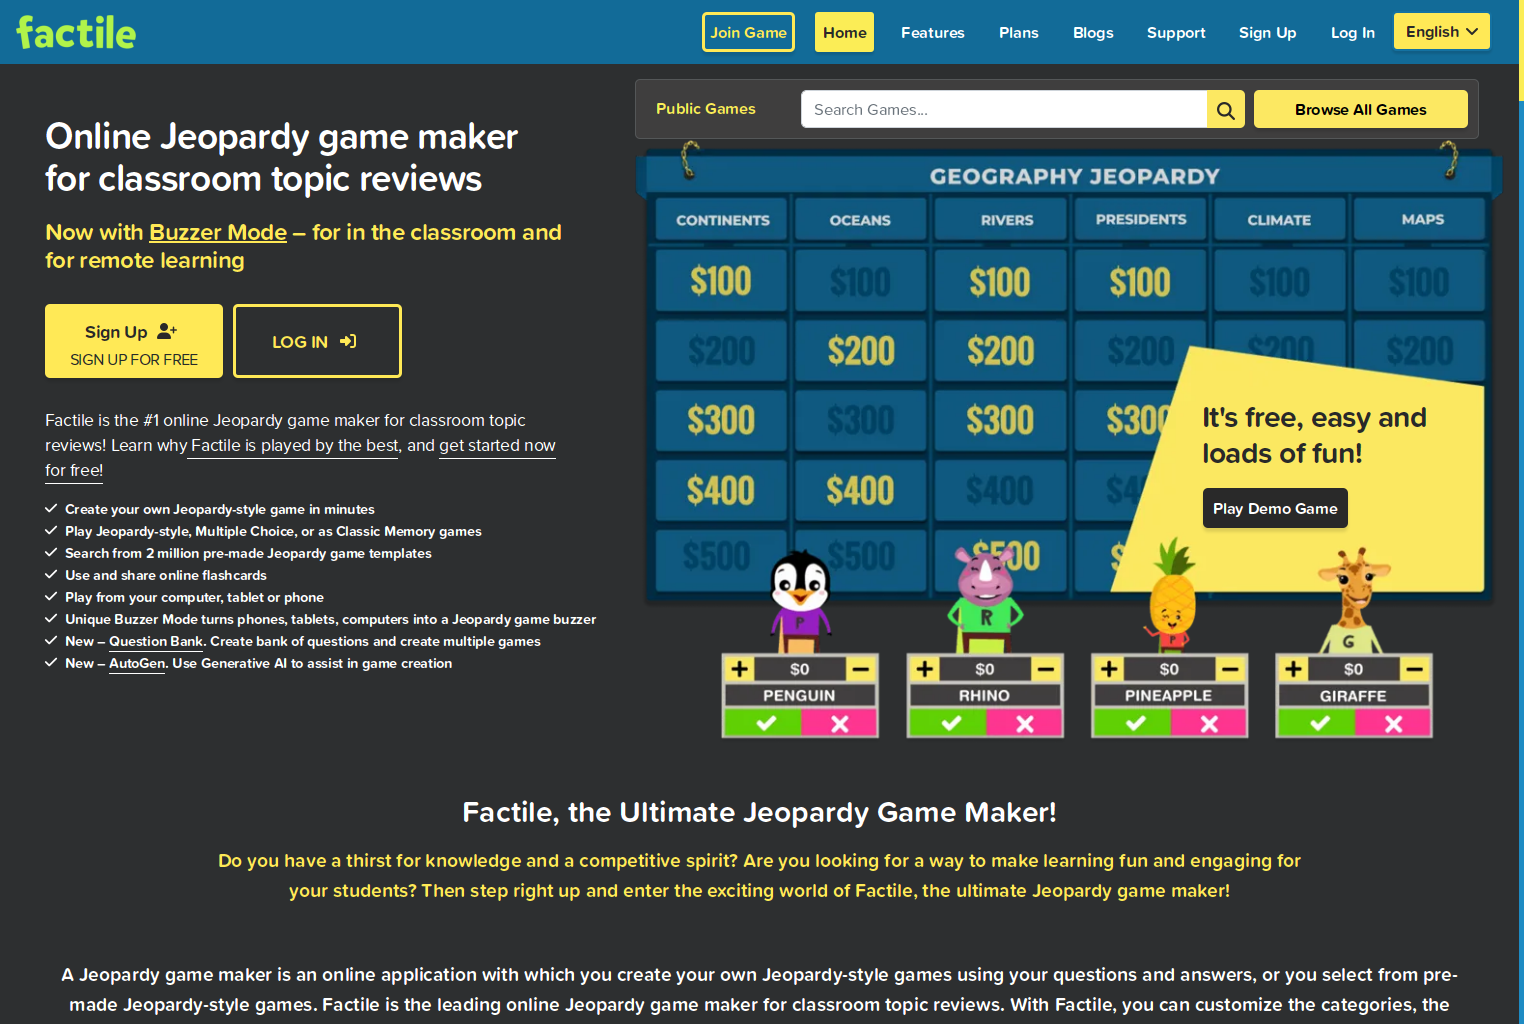 factile
Join Game
Home
Features
Plans
Blogs
Support
Sign Up
Log In
English
Public Games
Search Games...
Browse All Games
Online Jeopardy game maker
for classroom topic reviews
Now with Buzzer Mode – for in the classroom and
for remote learning
Sign Up
SIGN UP FOR FREE
LOG IN
Factile is the #1 online Jeopardy game maker for classroom topic
reviews! Learn why Factile is played by the best, and get started now
for free!
Create your own Jeopardy-style game in minutes
Play Jeopardy-style, Multiple Choice, or as Classic Memory games
Search from 2 million pre-made Jeopardy game templates
Use and share online flashcards
Play from your computer, tablet or phone
Unique Buzzer Mode turns phones, tablets, computers into a Jeopardy game buzzer
New – Question Bank. Create bank of questions and create multiple games
New – AutoGen. Use Generative AI to assist in game creation
GEOGRAPHY JEOPARDY
CONTINENTS OCEANS RIVERS PRESIDENTS CLIMATE MAPS
$100 $100 $100 $100 $100 $100
$200 $200 $200 $200 $200 $200
$300 $300 $300 $300
$400 $400 $400
$500 $500 $500
It's free, easy and
loads of fun!
Play Demo Game
P R P G
+ $0 − + $0 − + $0 − + $0 −
PENGUIN RHINO PINEAPPLE GIRAFFE
Factile, the Ultimate Jeopardy Game Maker!
Do you have a thirst for knowledge and a competitive spirit? Are you looking for a way to make learning fun and engaging for
your students? Then step right up and enter the exciting world of Factile, the ultimate Jeopardy game maker!
A Jeopardy game maker is an online application with which you create your own Jeopardy-style games using your questions and answers, or you select from pre-
made Jeopardy-style games. Factile is the leading online Jeopardy game maker for classroom topic reviews. With Factile, you can customize the categories, the